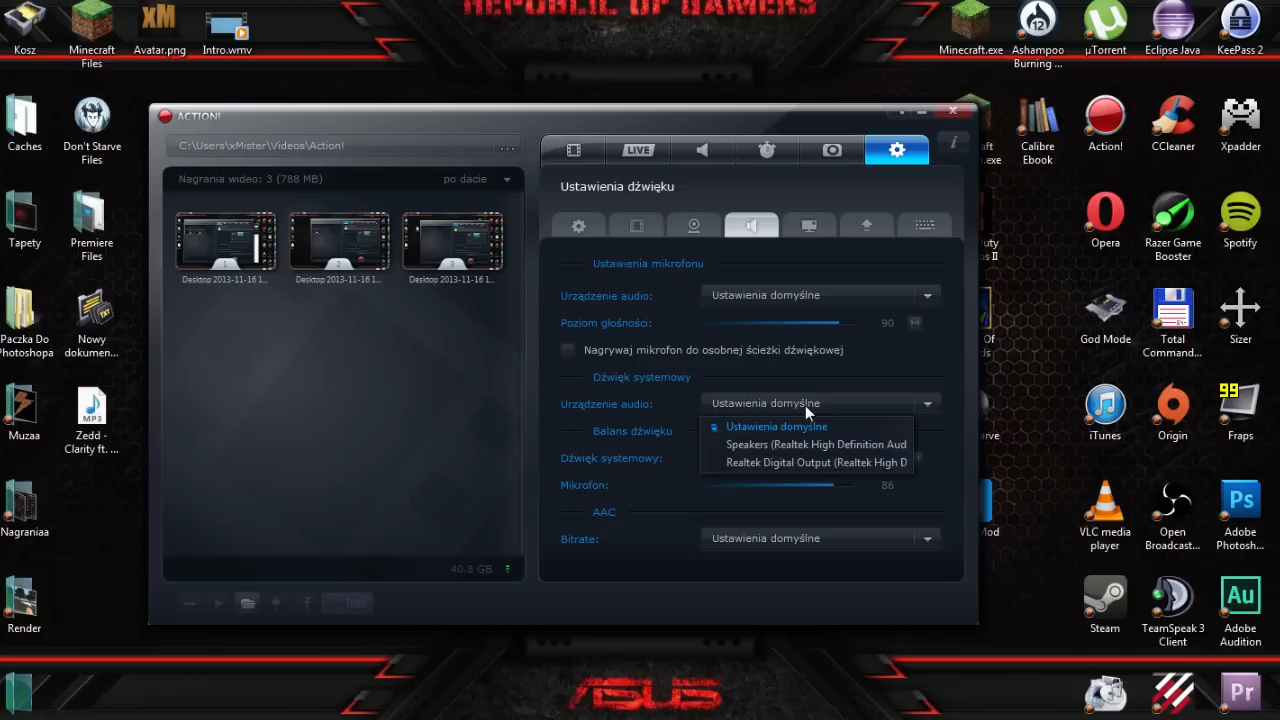 REPUBLIC OF GAMERS
Kosz
Minecraft
Files
Avatar.png
Intro.wmv
Minecraft.exe
Ashampoo
Burning ...
µTorrent
Eclipse Java
KeePass 2
Caches
Don't Starve
Files
Calibre
Ebook
Action!
CCleaner
Xpadder
Tapety
Premiere
Files
Opera
Razer Game
Booster
Spotify
Paczka Do
Photoshopa
Nowy
dokumen...
God Mode
Total
Comman...
Sizer
Muzaa
Zedd -
Clarity ft. ...
iTunes
Origin
99
Fraps
Nagraniaa
Mod
VLC media
player
Open
Broadcast...
Ps
Adobe
Photosh...
Render
Steam
TeamSpeak 3
Client
Au
Adobe
Audition
Pr
ASUS
ACTION!
C:\Users\xMister\Videos\Action!
...
Nagrania wideo: 3 (788 MB)
po dacie
1
2
3
Desktop 2013-11-16 1...
Desktop 2013-11-16 1...
Desktop 2013-11-16 1...
40.8 GB
LIVE
i
Ustawienia dźwięku
Ustawienia mikrofonu
Urządzenie audio:
Ustawienia domyślne
Poziom głośności:
90
Nagrywaj mikrofon do osobnej ścieżki dźwiękowej
Dźwięk systemowy
Urządzenie audio:
Ustawienia domyślne
Ustawienia domyślne
Speakers (Realtek High Definition Aud
Realtek Digital Output (Realtek High D
Balans dźwięku
Dźwięk systemowy:
Mikrofon:
86
AAC
Bitrate:
Ustawienia domyślne